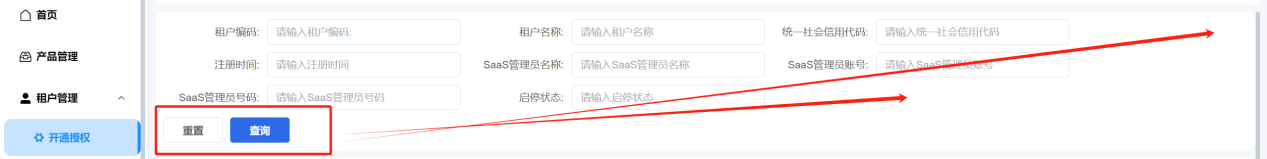 首页
产品管理
租户管理
开通授权
租户编码: 请输入租户编码: 租户名称: 请输入租户名称 统一社会信用代码: 请输入统一社会信用代码
注册时间: 请输入注册时间 SaaS管理员名称: 请输入SaaS管理员名称 SaaS管理员账号: 请输入SaaS管理员账号
SaaS管理员号码: 请输入SaaS管理员号码 启停状态: 请输入启停状态
重置 查询